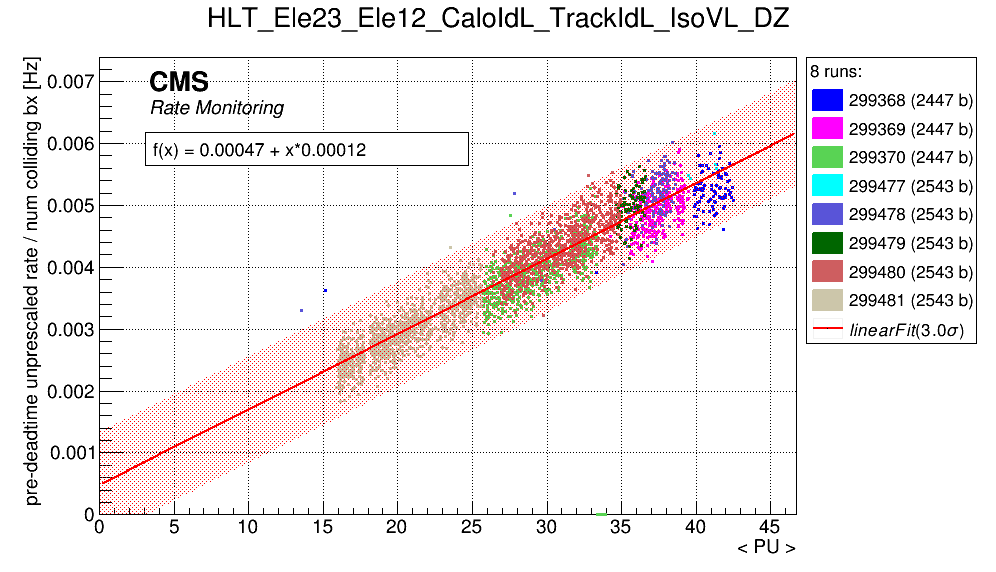 HLT_Ele23_Ele12_CaloIdL_TrackIdL_IsoVL_DZ
pre-deadtime unprescaled rate / num colliding bx [Hz]
0.007
0.006
0.005
0.004
0.003
0.002
0.001
0
CMS
Rate Monitoring
f(x) = 0.00047 + x*0.00012
0 5 10 15 20 25 30 35 40 45
< PU >
8 runs:
299368 (2447 b)
299369 (2447 b)
299370 (2447 b)
299477 (2543 b)
299478 (2543 b)
299479 (2543 b)
299480 (2543 b)
299481 (2543 b)
linearFit(3.0σ)